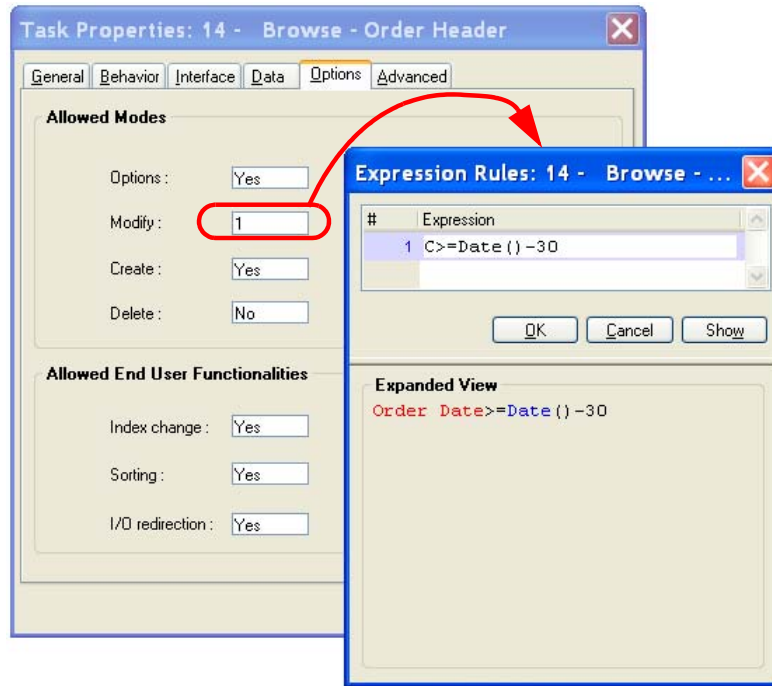 Task Properties: 14 - Browse - Order Header
General Behavior Interface Data Options Advanced
Allowed Modes
Options : Yes
Modify : 1
Create : Yes
Delete : No
Allowed End User Functionalities
Index change : Yes
Sorting : Yes
I/O redirection : Yes
Expression Rules: 14 - Browse - ...
# Expression
1 C>=Date()-30
OK Cancel Show
Expanded View
Order Date>=Date()-30